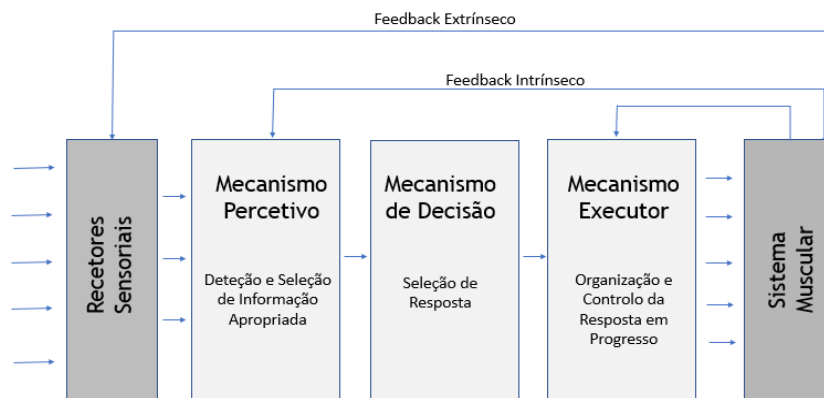 Feedback Extrínseco
Feedback Intrínseco
Recetores
Sensoriais
Mecanismo
Percetivo
Deteção e Seleção
de Informação
Apropriada
Mecanismo
de Decisão
Seleção de
Resposta
Mecanismo
Executor
Organização e
Controlo da
Resposta em
Progresso
Sistema
Muscular